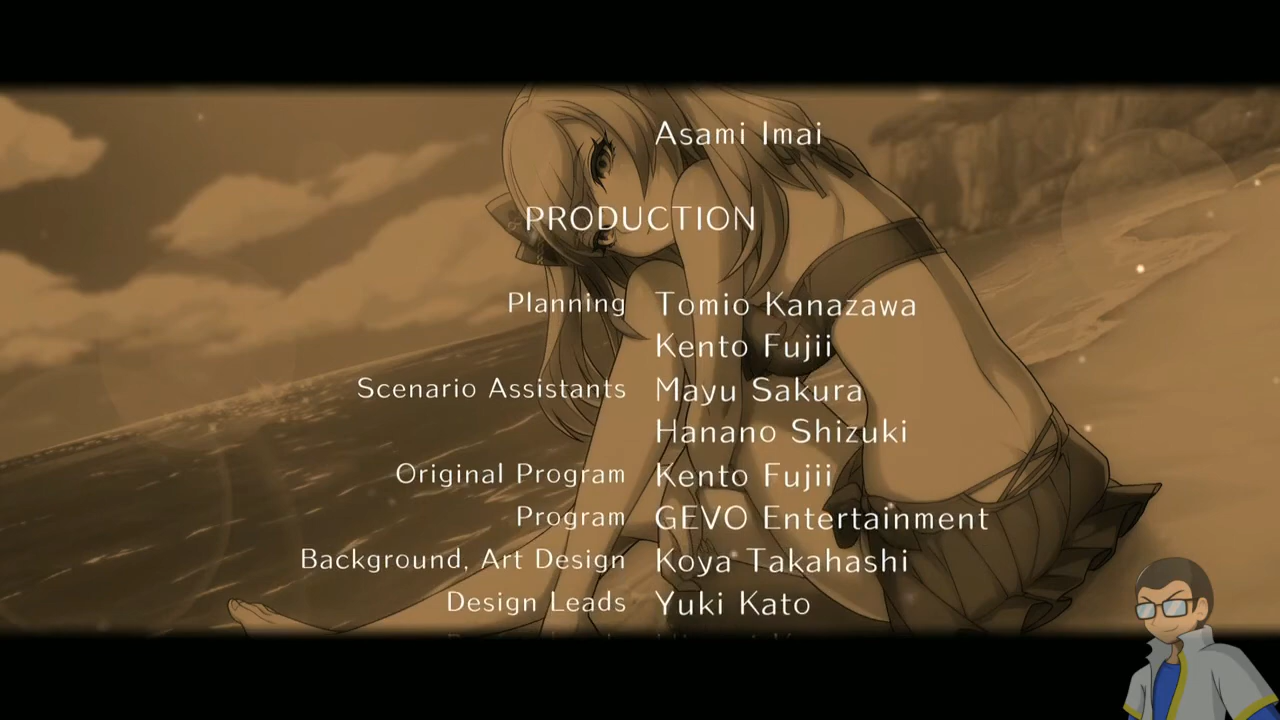 Asami Imai
PRODUCTION
Planning Tomio Kanazawa
Kento Fujii
Scenario Assistants Mayu Sakura
Hanano Shizuki
Original Program Kento Fujii
Program GEVO Entertainment
Background, Art Design Koya Takahashi
Design Leads Yuki Kato